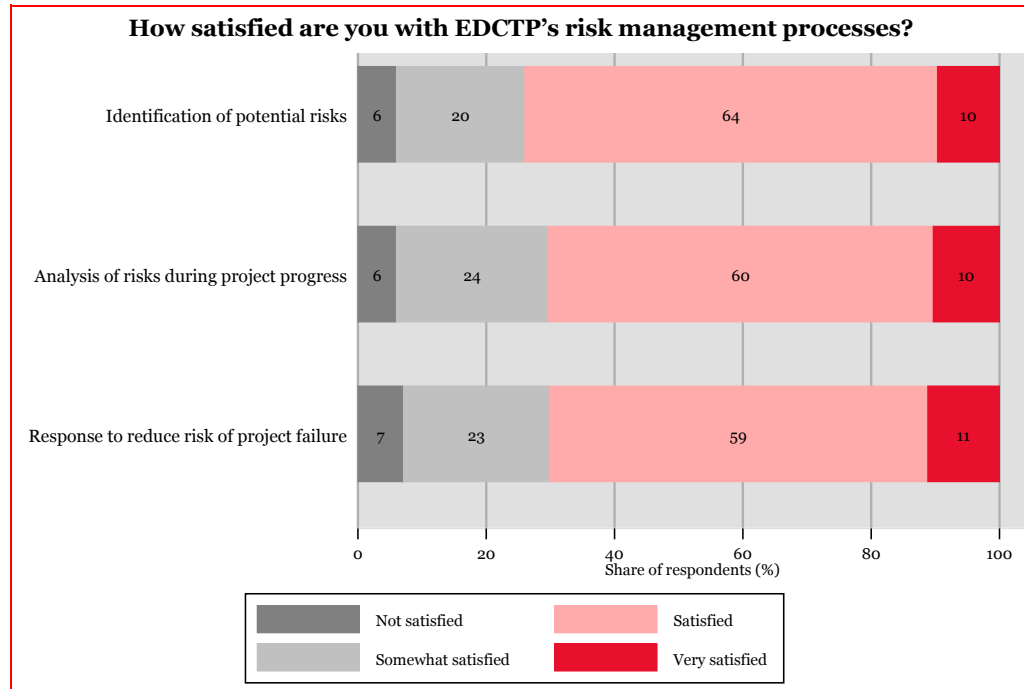 How satisfied are you with EDCTP’s risk management processes?
Identification of potential risks
6 20 64 10
Analysis of risks during project progress
6 24 60 10
Response to reduce risk of project failure
7 23 59 11
0 20 40 60 80 100
Share of respondents (%)
Not satisfied Satisfied
Somewhat satisfied Very satisfied